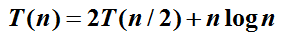 T(n) = 2T(n/2) + n log n